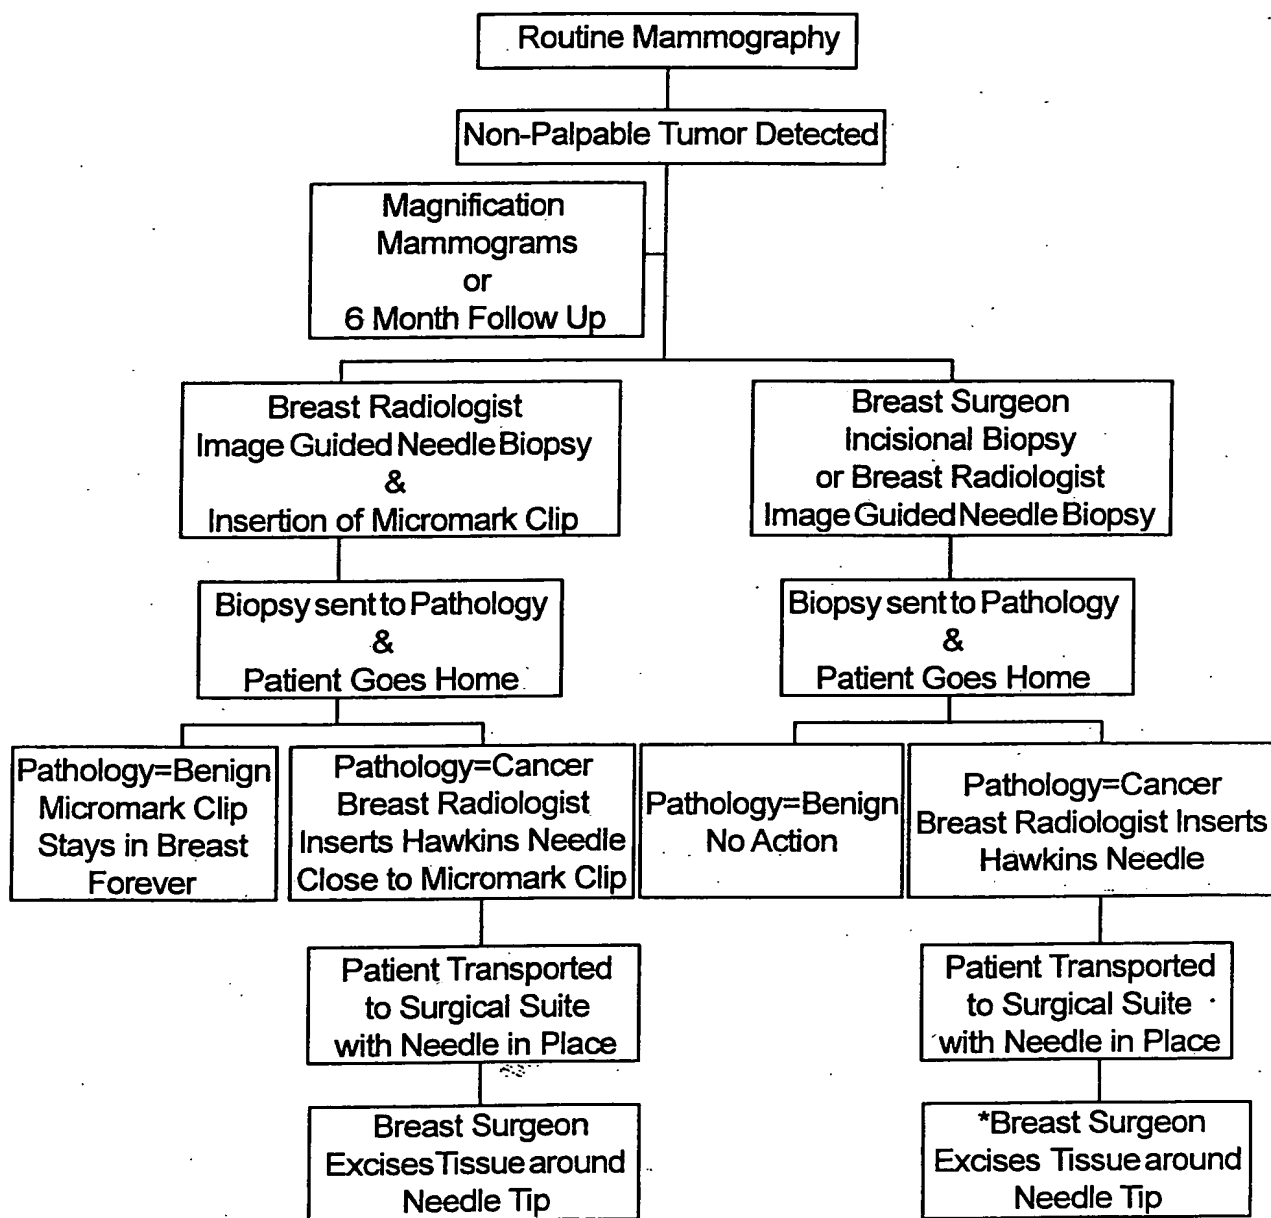 Routine Mammography
Non-Palpable Tumor Detected
Magnification
Mammograms
or
6 Month Follow Up
Breast Radiologist
Image Guided Needle Biopsy
&
Insertion of Micromark Clip
Breast Surgeon
Incisional Biopsy
or Breast Radiologist
Image Guided Needle Biopsy
Biopsy sent to Pathology
&
Patient Goes Home
Biopsy sent to Pathology
&
Patient Goes Home
Pathology=Benign
Micromark Clip
Stays in Breast
Forever
Pathology=Cancer
Breast Radiologist
Inserts Hawkins Needle
Close to Micromark Clip
Pathology=Benign
No Action
Pathology=Cancer
Breast Radiologist Inserts
Hawkins Needle
Patient Transported
to Surgical Suite
with Needle in Place
Patient Transported
to Surgical Suite
with Needle in Place
Breast Surgeon
Excises Tissue around
Needle Tip
*Breast Surgeon
Excises Tissue around
Needle Tip